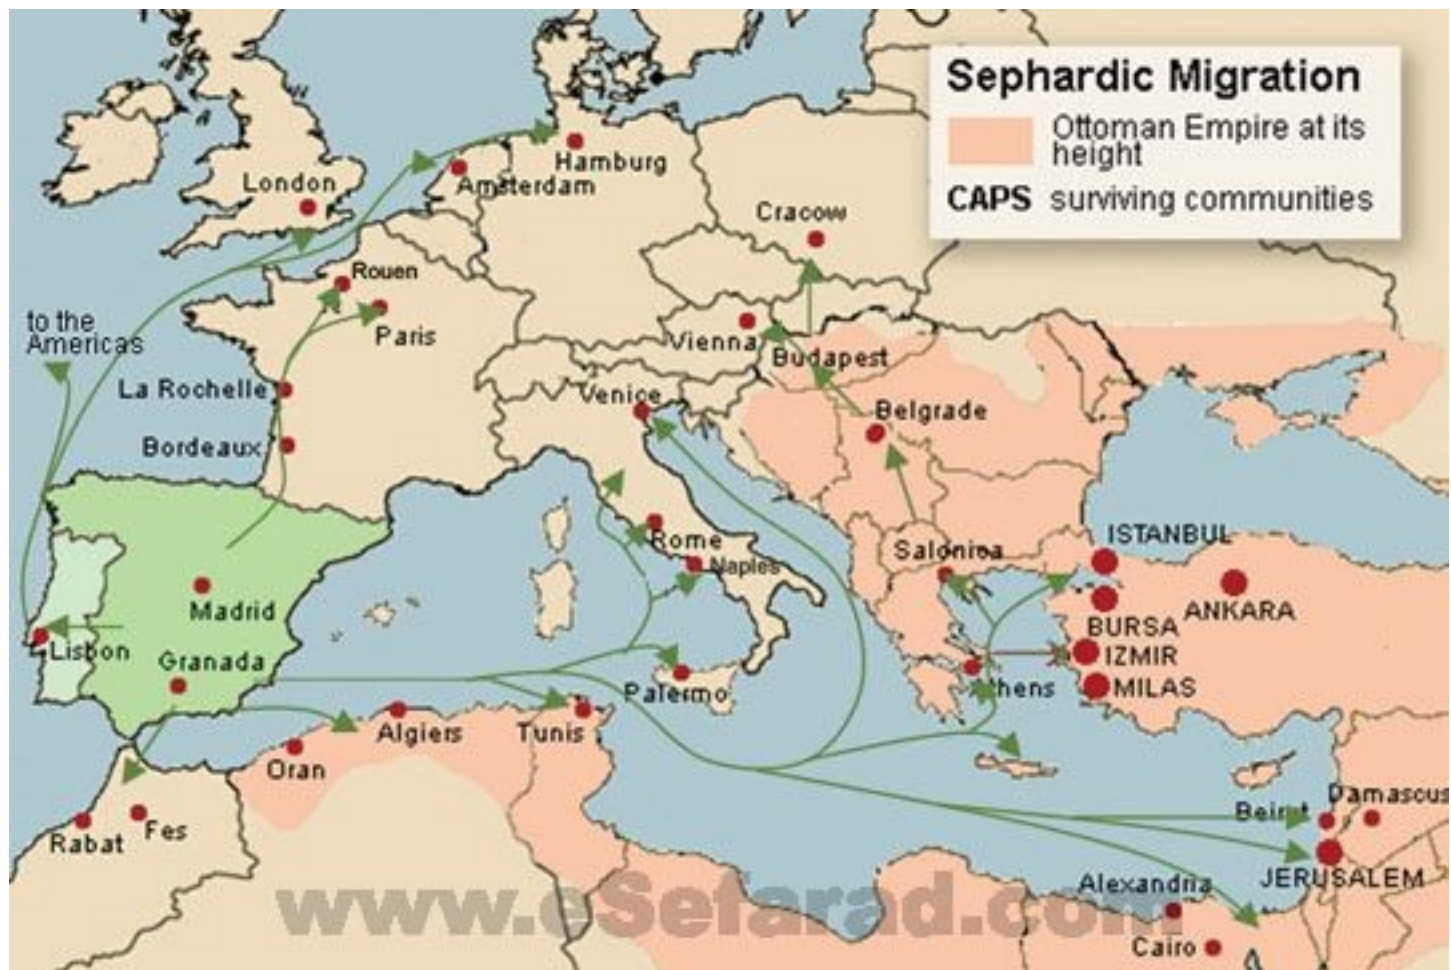 Sephardic Migration
Ottoman Empire at its
height
CAPS surviving communities
Hamburg
Amsterdam
London
Cracow
Rouen
Paris
to the
Americas
Vienna
Budapest
La Rochelle
Venice
Belgrade
Bordeaux
ISTANBUL
Rome
Salonica
Naples
Madrid
ANKARA
BURSA
Lisbon
IZMIR
Granada
Athens
MILAS
Palermo
Algiers
Tunis
Oran
Damascus
Beirut
Fes
Rabat
JERUSALEM
Alexandria
www.eSefarad.com
Cairo